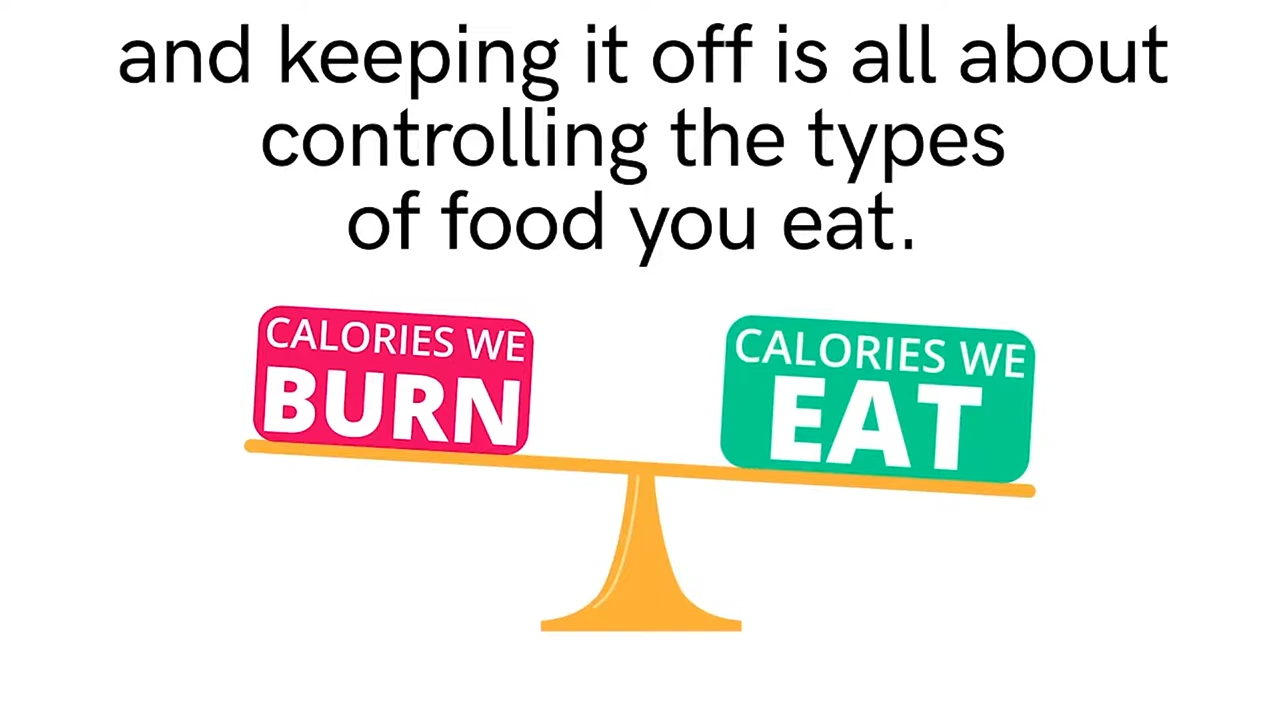 and keeping it off is all about
controlling the types
of food you eat.
CALORIES WE
BURN
CALORIES WE
EAT